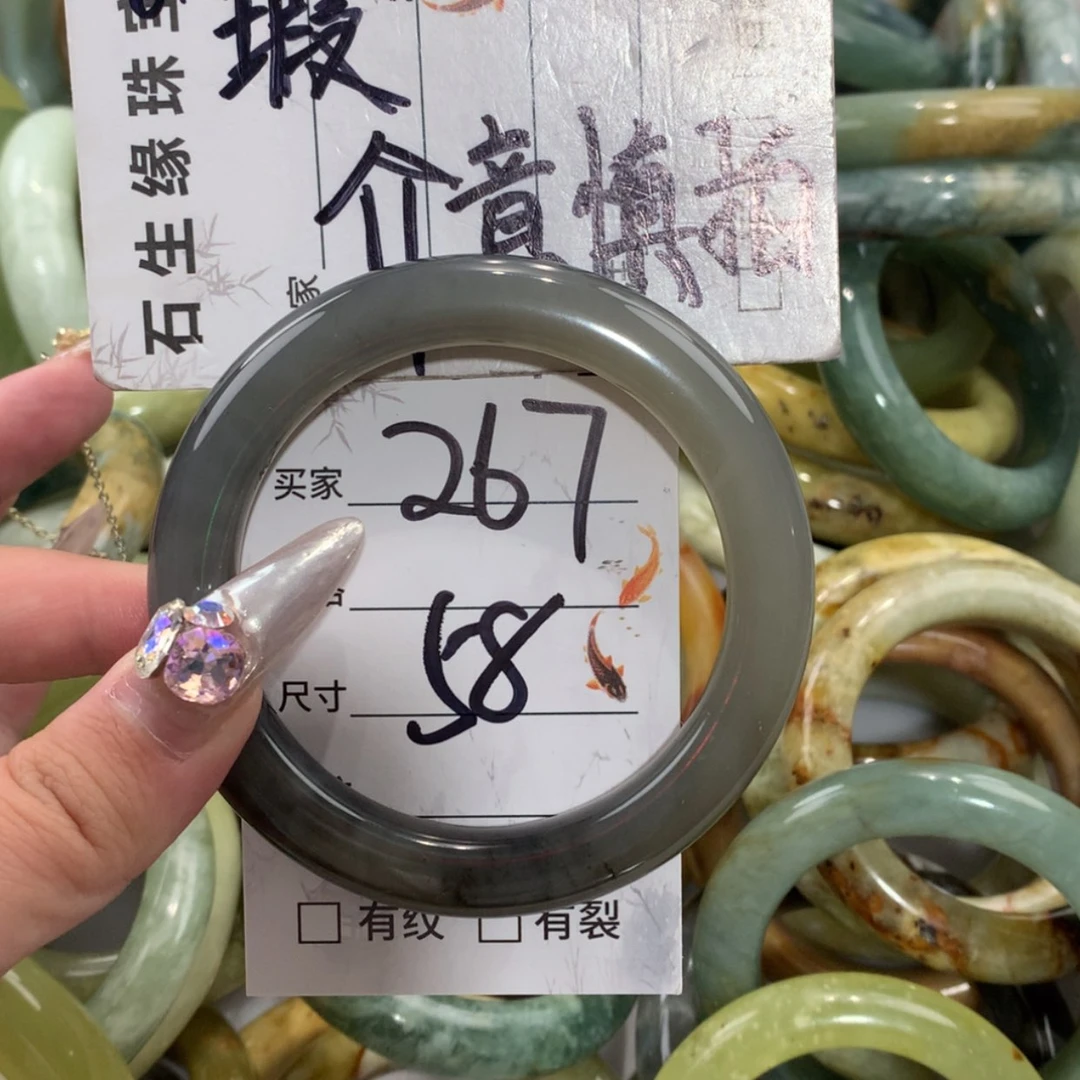 石生缘珠宝
瑕
介意慎拍
家
买家 267
尺寸 58
□ 有纹 □ 有裂